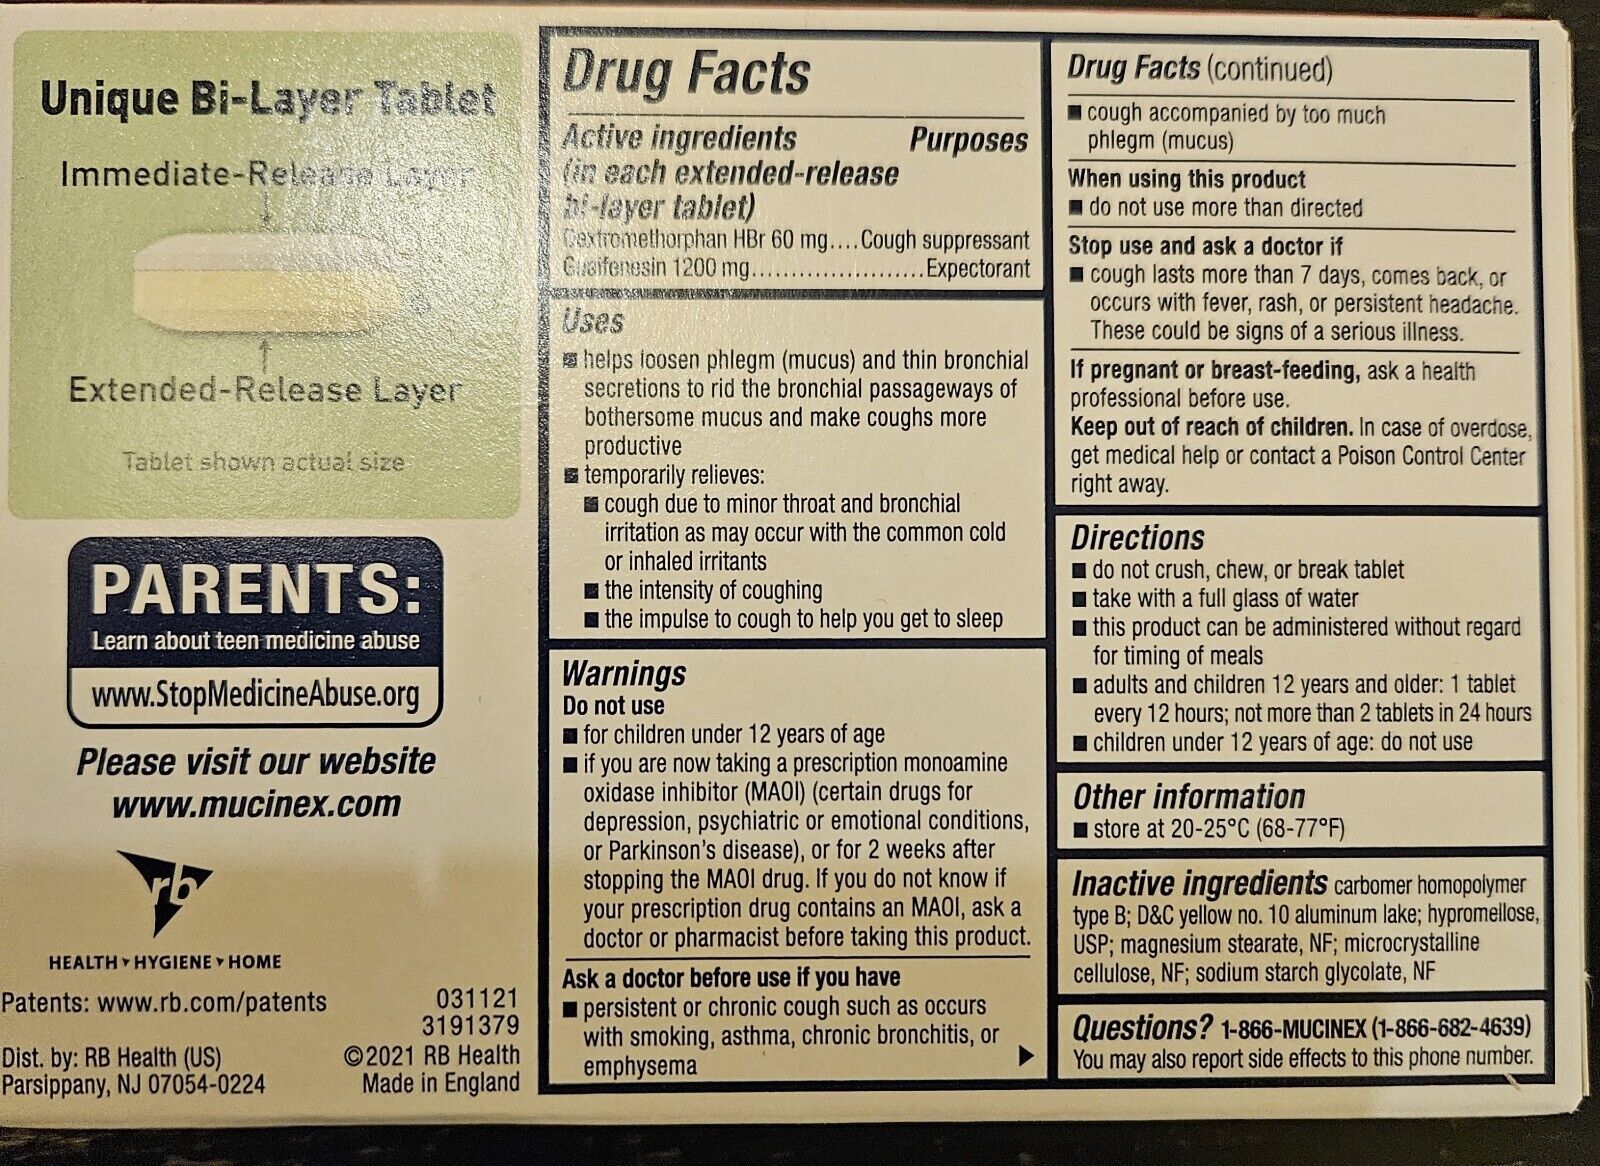 Unique Bi-Layer Tablet
Immediate-Release Layer
Extended-Release Layer
Tablet shown actual size
PARENTS:
Learn about teen medicine abuse
www.StopMedicineAbuse.org
Please visit our website
www.mucinex.com
rb
HEALTH HYGIENE HOME
Patents: www.rb.com/patents
031121
3191379
Dist. by: RB Health (US)
Parsippany, NJ 07054-0224
©2021 RB Health
Made in England
Drug Facts
Active ingredients Purposes
(in each extended-release
bi-layer tablet)
Dextromethorphan HBr 60 mg....Cough suppressant
Guaifenesin 1200 mg......................Expectorant
Uses
■ helps loosen phlegm (mucus) and thin bronchial
secretions to rid the bronchial passageways of
bothersome mucus and make coughs more
productive
■ temporarily relieves:
■ cough due to minor throat and bronchial
irritation as may occur with the common cold
or inhaled irritants
■ the intensity of coughing
■ the impulse to cough to help you get to sleep
Warnings
Do not use
■ for children under 12 years of age
■ if you are now taking a prescription monoamine
oxidase inhibitor (MAOI) (certain drugs for
depression, psychiatric or emotional conditions,
or Parkinson's disease), or for 2 weeks after
stopping the MAOI drug. If you do not know if
your prescription drug contains an MAOI, ask a
doctor or pharmacist before taking this product.
Ask a doctor before use if you have
■ persistent or chronic cough such as occurs
with smoking, asthma, chronic bronchitis, or
emphysema
Drug Facts (continued)
■ cough accompanied by too much
phlegm (mucus)
When using this product
■ do not use more than directed
Stop use and ask a doctor if
■ cough lasts more than 7 days, comes back, or
occurs with fever, rash, or persistent headache.
These could be signs of a serious illness.
If pregnant or breast-feeding, ask a health
professional before use.
Keep out of reach of children. In case of overdose,
get medical help or contact a Poison Control Center
right away.
Directions
■ do not crush, chew, or break tablet
■ take with a full glass of water
■ this product can be administered without regard
for timing of meals
■ adults and children 12 years and older: 1 tablet
every 12 hours; not more than 2 tablets in 24 hours
■ children under 12 years of age: do not use
Other information
■ store at 20-25°C (68-77°F)
Inactive ingredients carbomer homopolymer
type B; D&C yellow no. 10 aluminum lake; hypromellose,
USP; magnesium stearate, NF; microcrystalline
cellulose, NF; sodium starch glycolate, NF
Questions? 1-866-MUCINEX (1-866-682-4639)
You may also report side effects to this phone number.